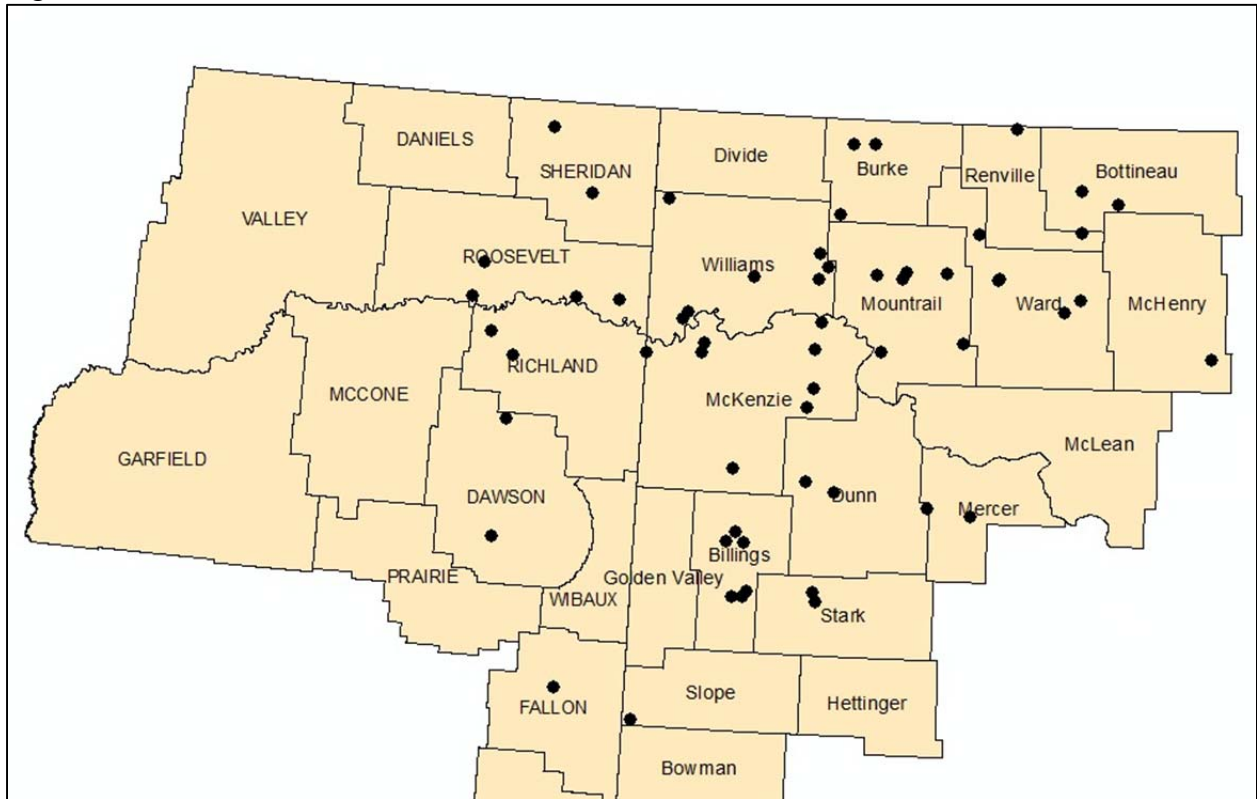 DANIELS
SHERIDAN
Divide
Burke
Renville
Bottineau
VALLEY
ROOSEVELT
Williams
Mountrail
Ward
McHenry
RICHLAND
MCCONE
McKenzie
McLean
GARFIELD
DAWSON
Dunn
Mercer
Billings
PRAIRIE
Golden Valley
WIBAUX
Stark
Slope
Hettinger
FALLON
Bowman